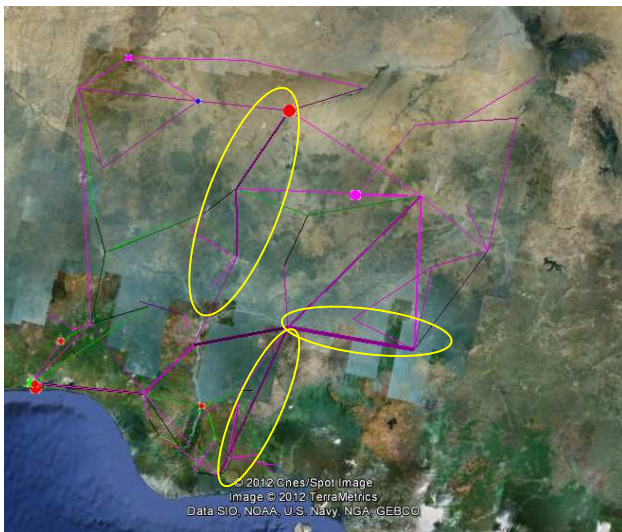 © 2012 Cnes/Spot Image
Image © 2012 TerraMetrics
Data SIO, NOAA, U.S. Navy, NGA, GEBCO